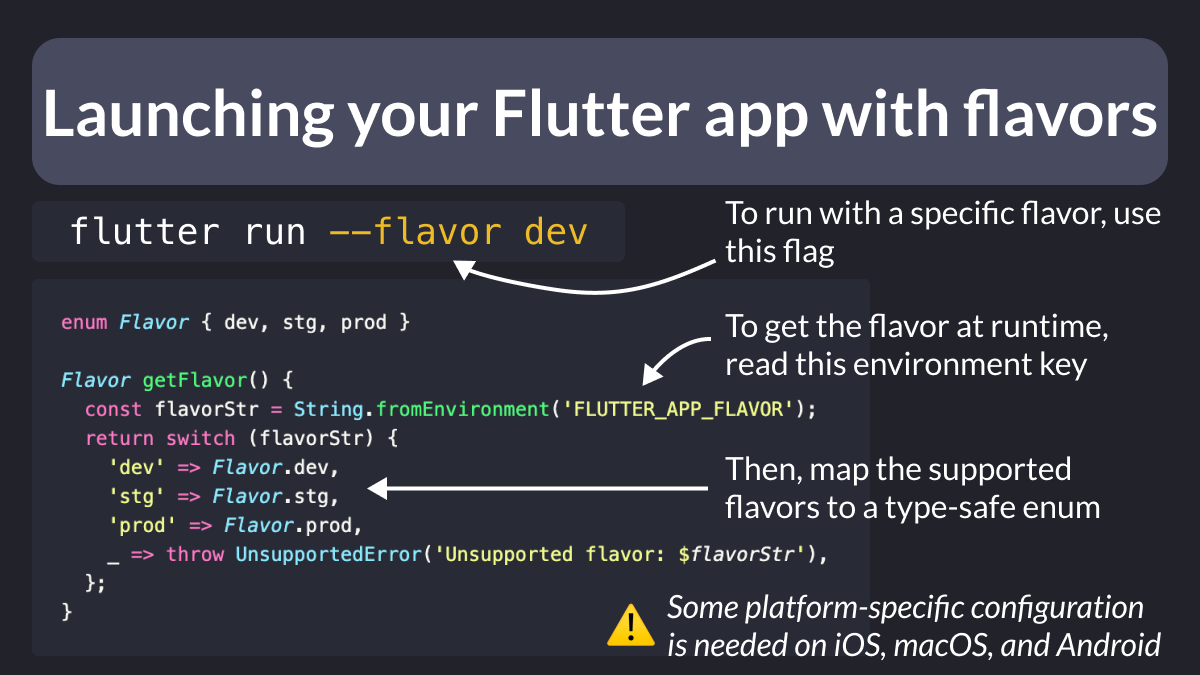 Launching your Flutter app with flavors
flutter run --flavor dev
To run with a specific flavor, use
this flag
enum Flavor { dev, stg, prod }
To get the flavor at runtime,
read this environment key
Flavor getFlavor() {
  const flavorStr = String.fromEnvironment('FLUTTER_APP_FLAVOR');
  return switch (flavorStr) {
    'dev' => Flavor.dev,
    'stg' => Flavor.stg,
    'prod' => Flavor.prod,
    _ => throw UnsupportedError('Unsupported flavor: $flavorStr'),
  };
}
Then, map the supported
flavors to a type-safe enum
Some platform-specific configuration
is needed on iOS, macOS, and Android